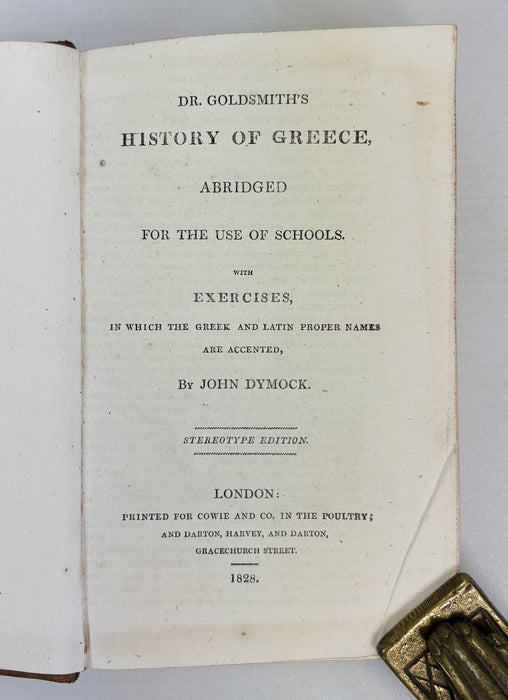 DR. GOLDSMITH'S
HISTORY OF GREECE,
ABRIDGED
FOR THE USE OF SCHOOLS.
WITH
EXERCISES,
IN WHICH THE GREEK AND LATIN PROPER NAMES
ARE ACCENTED,
By JOHN DYMOCK.
STEREOTYPE EDITION.
LONDON:
PRINTED FOR COWIE AND CO. IN THE POULTRY;
AND DARTON, HARVEY, AND DARTON,
GRACECHURCH STREET.
1828.